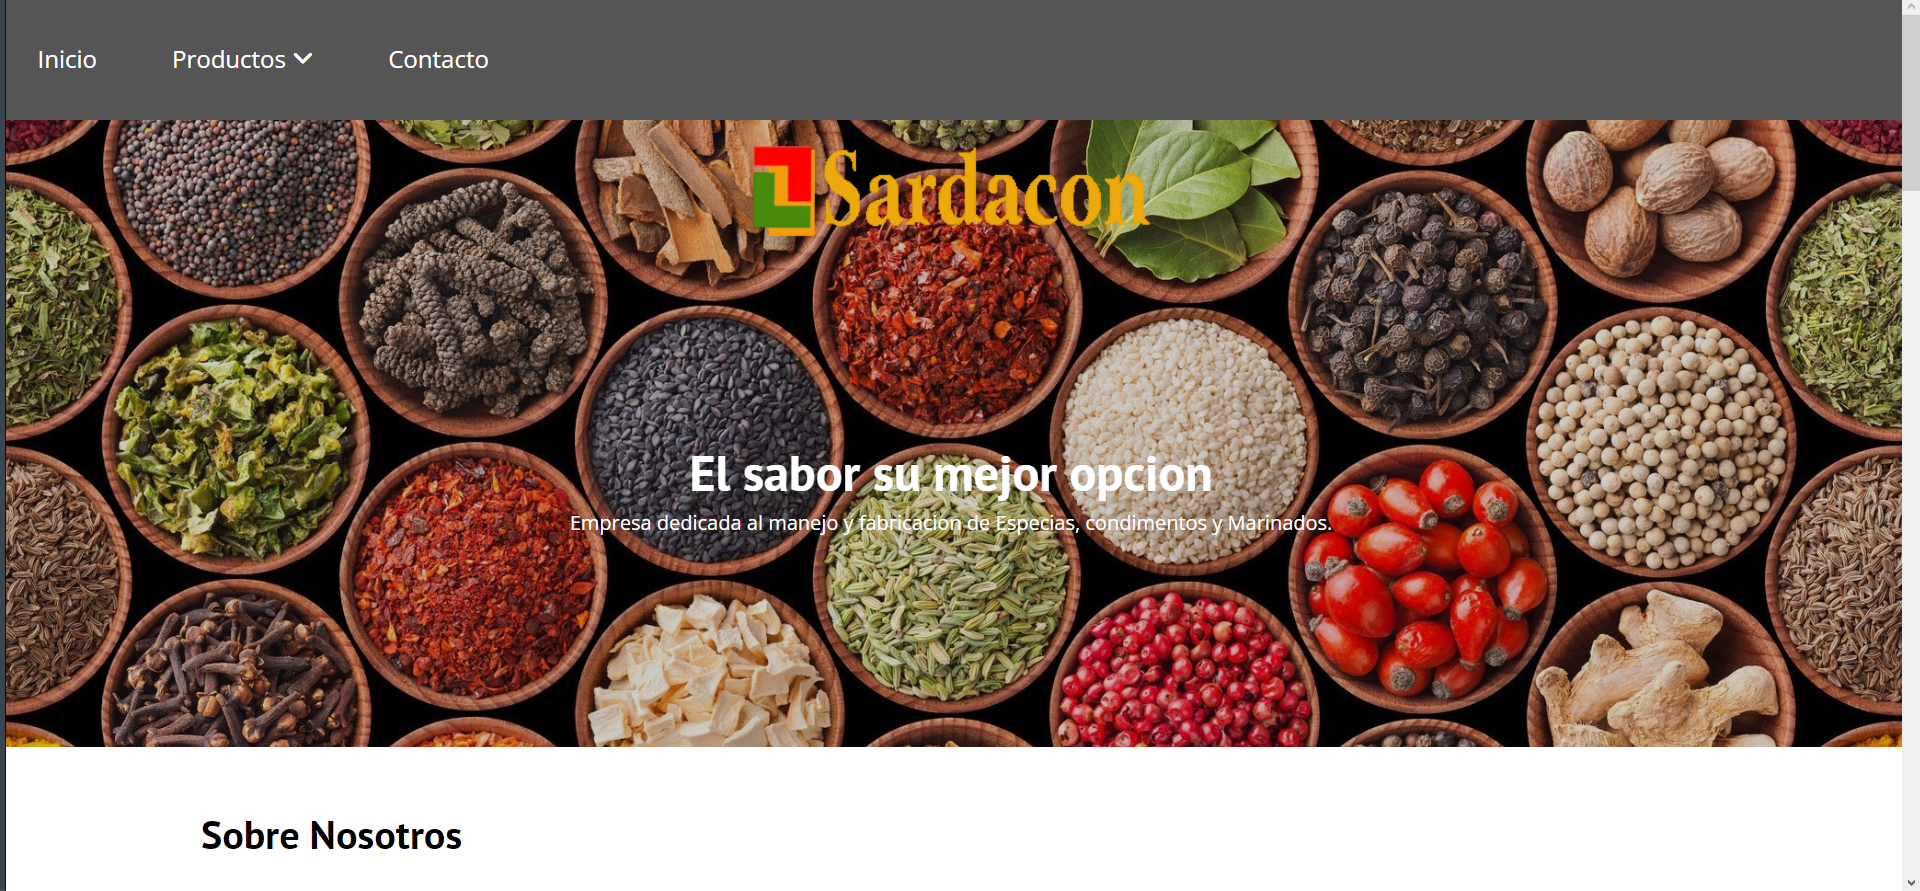 Inicio
Productos
Contacto
Sardacon
El sabor su mejor opcion
Empresa dedicada al manejo y fabricación de Especias, condimentos y Marinados.
Sobre Nosotros